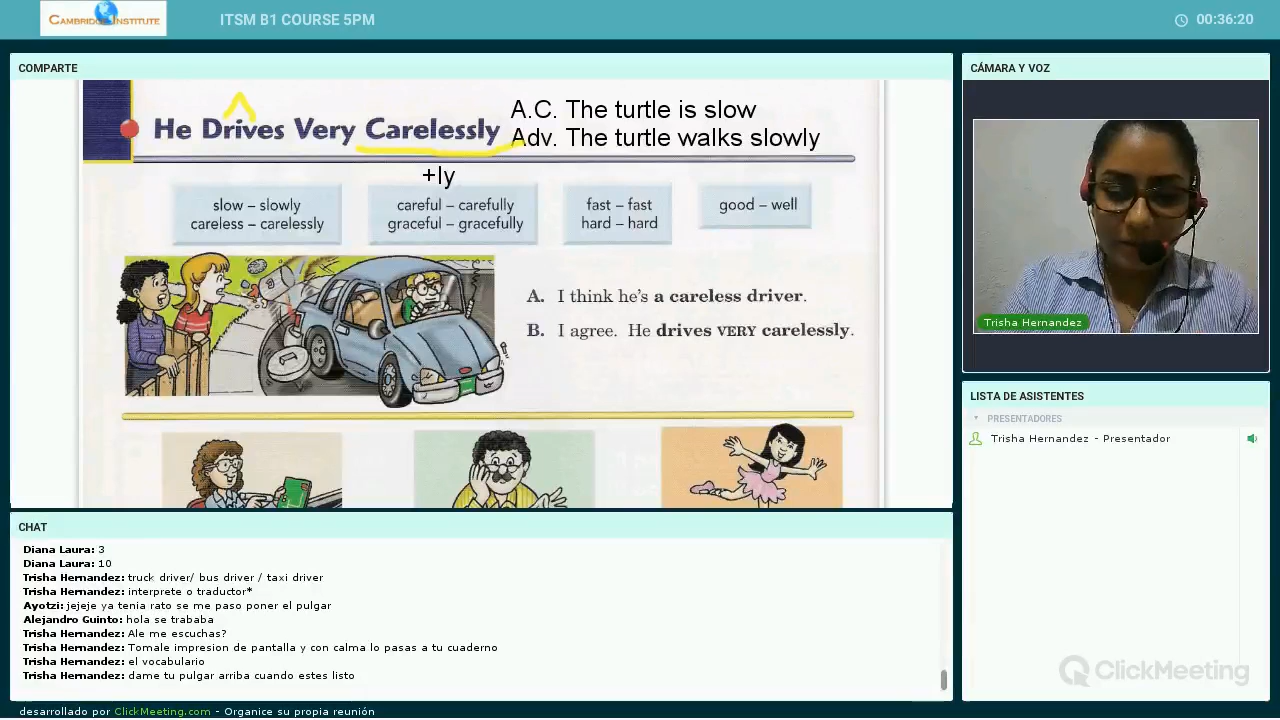 CAMBRIDGE INSTITUTE
ITSM B1 COURSE 5PM
00:36:20
COMPARTE
He Drives Very Carelessly
A.C. The turtle is slow
Adv. The turtle walks slowly
+ly
slow – slowly
careless – carelessly
careful – carefully
graceful – gracefully
fast – fast
hard – hard
good – well
A. I think he's a careless driver.
B. I agree. He drives VERY carelessly.
CÁMARA Y VOZ
Trisha Hernandez
LISTA DE ASISTENTES
PRESENTADORES
Trisha Hernandez - Presentador
CHAT
Diana Laura: 3
Diana Laura: 10
Trisha Hernandez: truck driver/ bus driver / taxi driver
Trisha Hernandez: interprete o traductor*
Ayotzi: jejeje ya tenia rato se me paso poner el pulgar
Alejandro Guinto: hola se trababa
Trisha Hernandez: Ale me escuchas?
Trisha Hernandez: Tomale impresion de pantalla y con calma lo pasas a tu cuaderno
Trisha Hernandez: el vocabulario
Trisha Hernandez: dame tu pulgar arriba cuando estes listo
ClickMeeting
desarrollado por ClickMeeting.com - Organice su propia reunión